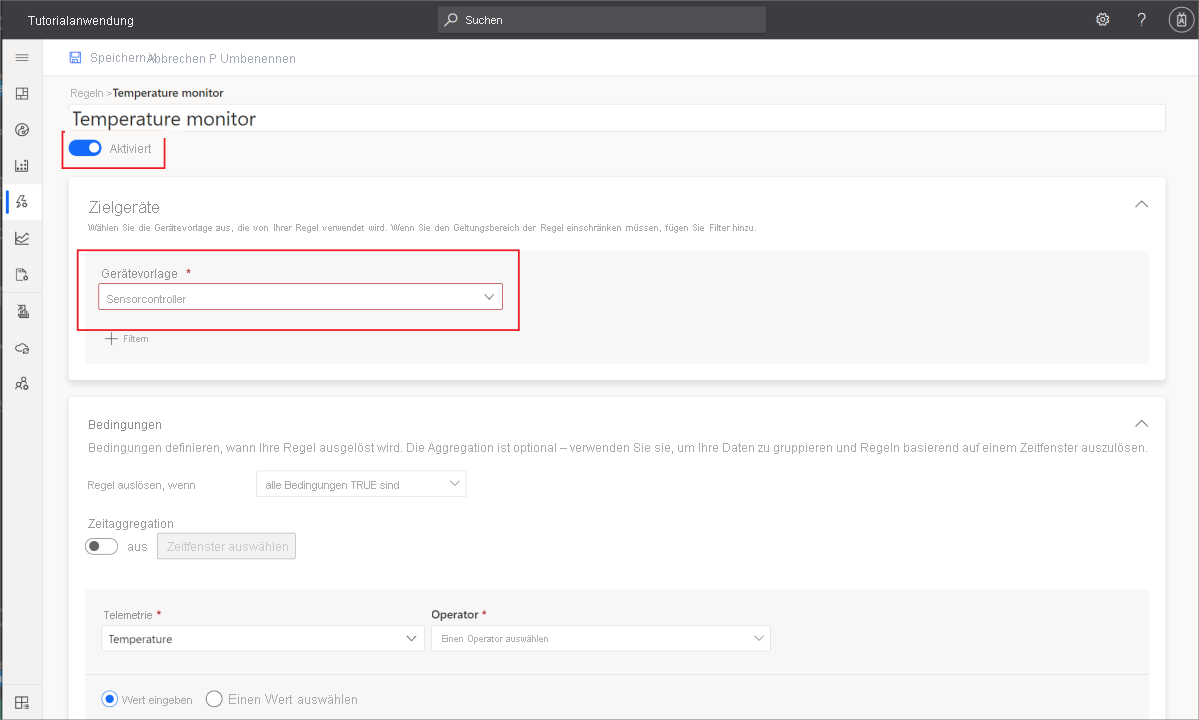 Tutorialanwendung
Suchen
Speichern Abbrechen P Umbenennen
Regeln >Temperature monitor
Temperature monitor
Aktiviert
Zielgeräte
Wählen Sie die Gerätevorlage aus, die von Ihrer Regel verwendet wird. Wenn Sie den Geltungsbereich der Regel einschränken müssen, fügen Sie Filter hinzu.
Gerätevorlage *
Sensorcontroller
Filtern
Bedingungen
Bedingungen definieren, wann Ihre Regel ausgelöst wird. Die Aggregation ist optional – verwenden Sie sie, um Ihre Daten zu gruppieren und Regeln basierend auf einem Zeitfenster auszulösen.
Regel auslösen, wenn alle Bedingungen TRUE sind
Zeitaggregation
aus Zeitfenster auswählen
Telemetrie * Operator *
Temperature Einen Operator auswählen
Wert eingeben Einen Wert auswählen